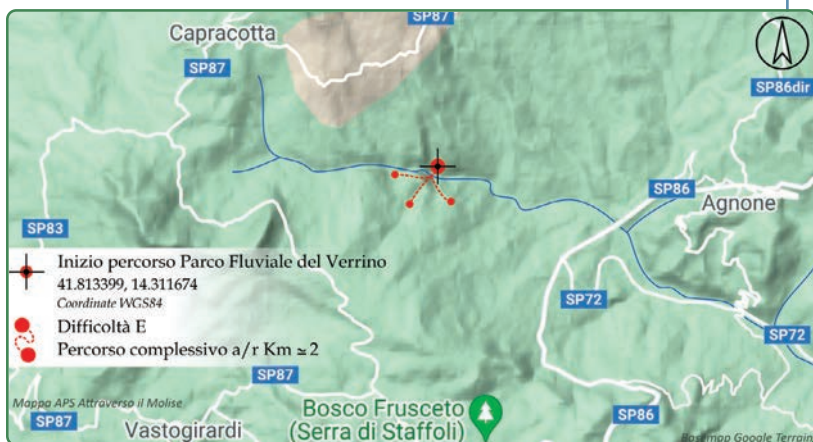 SP87
Capracotta
SP87
SP86dir
SP86
Agnone
SP83
Inizio percorso Parco Fluviale del Verrino
41.813399, 14.311674
Coordinate WGS84
SP72
Difficoltà E
Percorso complessivo a/r Km ≃ 2
SP72
SP87
Mappa APS Attraverso il Molise
Bosco Frusceto
(Serra di Staffoli)
SP87
Vastogirardi
SP86
Basemap Google Terrain